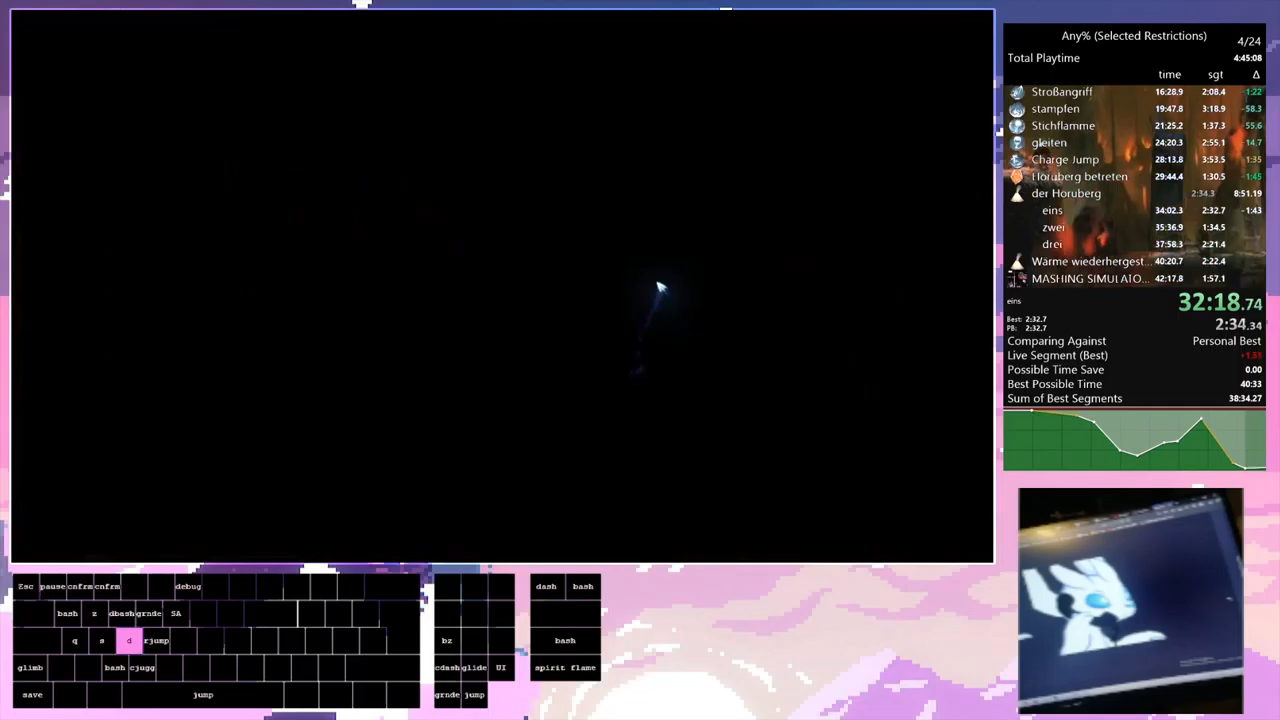 Any% (Selected Restrictions)
4/24
Total Playtime 4:45:08
time sgt Δ
Stroßangriff 16:28.9 2:08.4 -1:22
stampfen 19:47.8 3:18.9 -58.3
Stichflamme 21:25.2 1:37.3 -55.6
gleiten 24:20.3 2:55.1 -14.7
Charge Jump 28:13.8 3:53.5 -1:35
Horuberg betreten 29:44.4 1:30.5 -1:45
der Horuberg 2:34.3 8:51.19
eins 34:02.3 2:32.7 -1:43
zwei 35:36.9 1:34.5
drei 37:58.3 2:21.4
Wärme wiederhergest... 40:20.7 2:22.4
MASHING SIMULATO... 42:17.8 1:57.1
eins 32:18.74
Best: 2:32.7
PB: 2:32.7
2:34.34
Comparing Against Personal Best
Live Segment (Best) +1.51
Possible Time Save 0.00
Best Possible Time 40:33
Sum of Best Segments 38:34.27
Esc pause cnfrm cnfrm debug dash bash
bash z dbash grnde SA
q s d rjump bz bash
glimb bash cjugg cdash glide UI spirit flame
save jump grnde jump